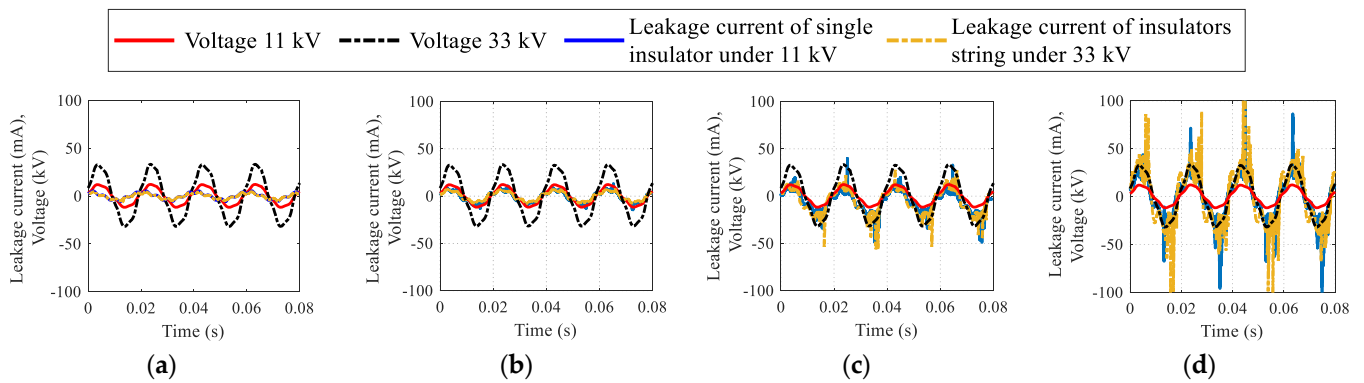 Voltage 11 kV
Voltage 33 kV
Leakage current of single
insulator under 11 kV
Leakage current of insulators
string under 33 kV
Leakage current (mA),
Voltage (kV)
100
50
0
-50
-100
0 0.02 0.04 0.06 0.08
Time (s)
(a)
Leakage current (mA),
Voltage (kV)
100
50
0
-50
-100
0 0.02 0.04 0.06 0.08
Time (s)
(b)
Leakage current (mA),
Voltage (kV)
100
50
0
-50
-100
0 0.02 0.04 0.06 0.08
Time (s)
(c)
Leakage current (mA),
Voltage (kV)
100
50
0
-50
-100
0 0.02 0.04 0.06 0.08
Time (s)
(d)